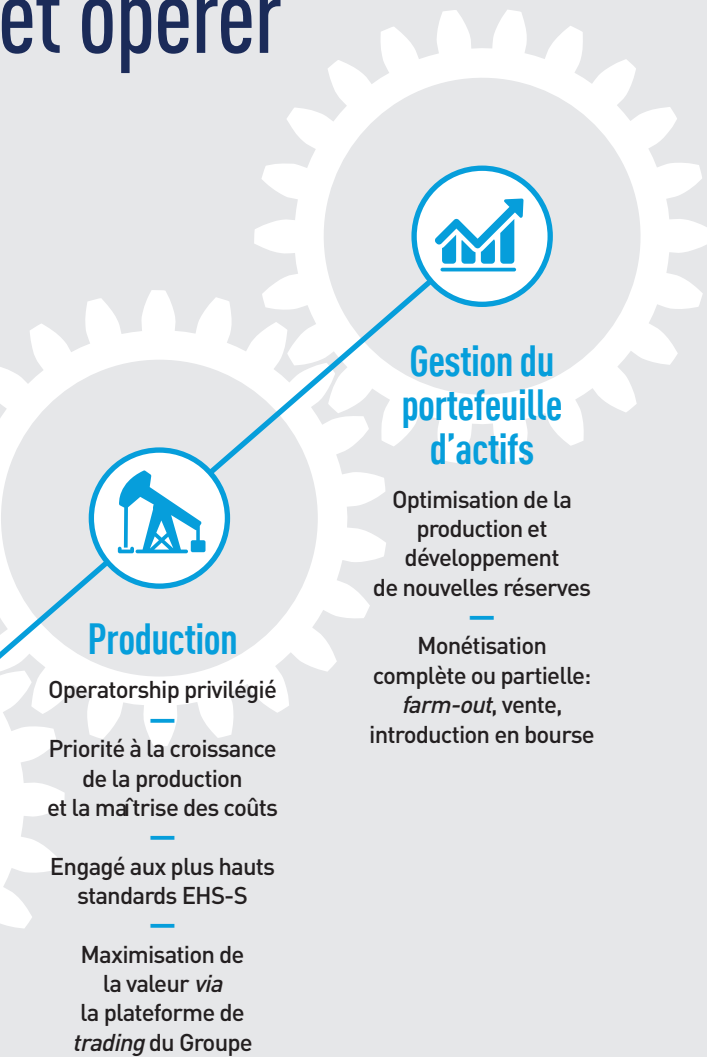 et opérer
Gestion du
portefeuille
d'actifs
Optimisation de la
production et
développement
de nouvelles réserves
Monétisation
complète ou partielle:
farm-out, vente,
introduction en bourse
Production
Operatorship privilégié
Priorité à la croissance
de la production
et la maîtrise des coûts
Engagé aux plus hauts
standards EHS-S
Maximisation de
la valeur via
la plateforme de
trading du Groupe